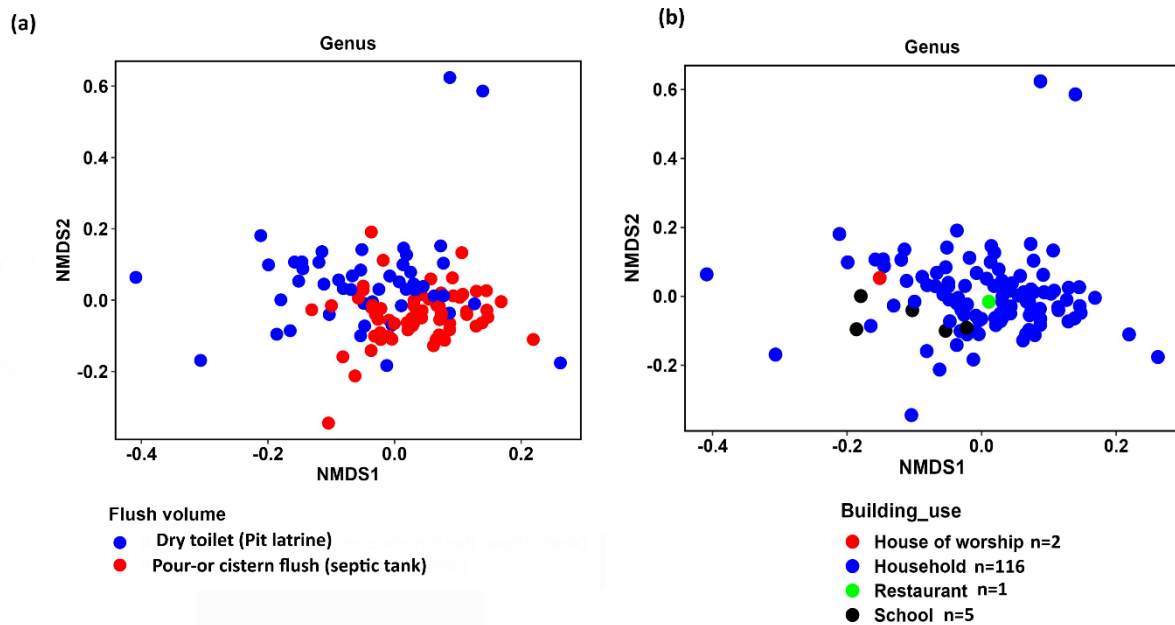 (a)
Genus
0.6
0.4
0.2
0.0
-0.2
NMDS2
-0.4
-0.2
0.0
0.2
NMDS1
Flush volume
Dry toilet (Pit latrine)
Pour-or cistern flush (septic tank)
(b)
Genus
0.6
0.4
0.2
0.0
-0.2
NMDS2
-0.4
-0.2
0.0
0.2
NMDS1
Building_use
House of worship n=2
Household n=116
Restaurant n=1
School n=5